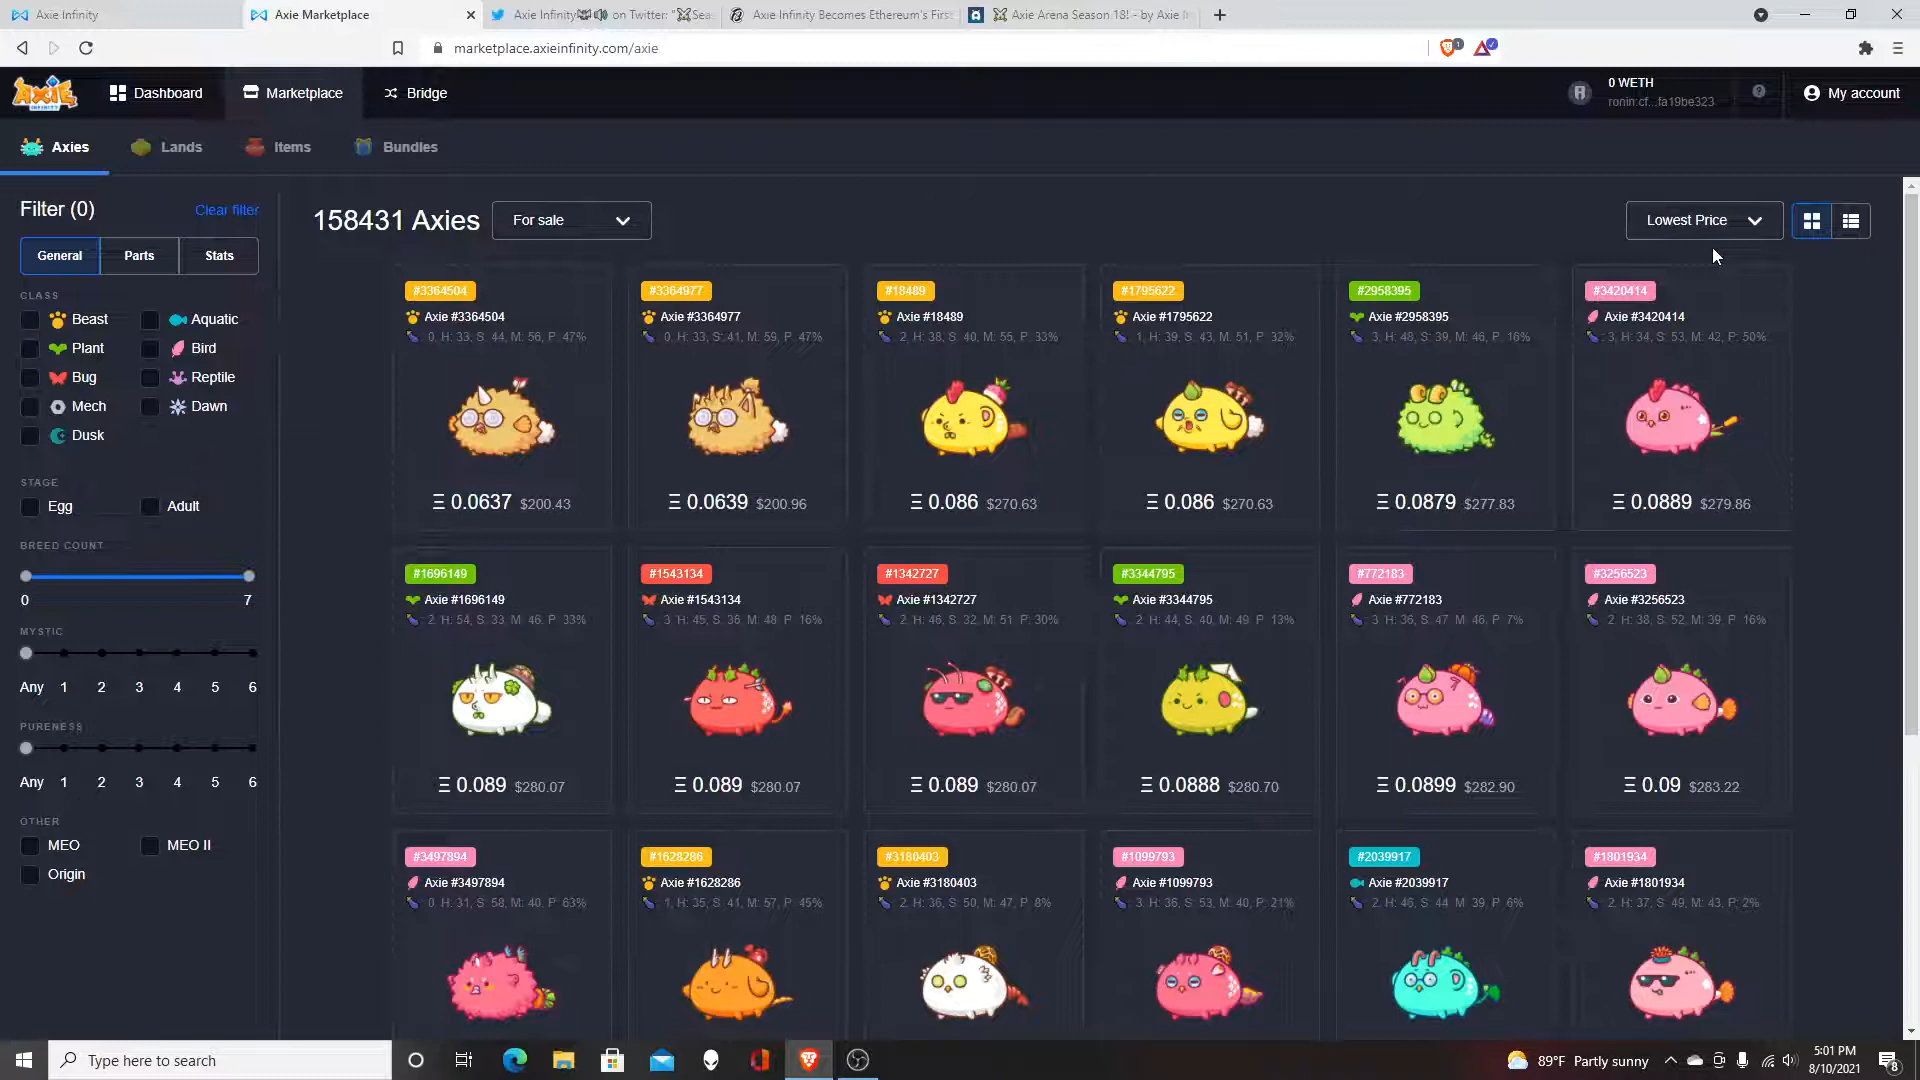 Axie Infinity
Axie Marketplace
Axie Infinity
on Twitter: "
Sea
Axie Infinity Becomes Ethereum's First
Axie Arena Season 18! - by Axie I
marketplace.axieinfinity.com/axie
1
AXIE
INFINITY
Dashboard
Marketplace
Bridge
0 WETH
ronin:cf...fa19be323
My account
Axies
Lands
Items
Bundles
Filter (0)
Clear filter
General
Parts
Stats
CLASS
Beast
Aquatic
Plant
Bird
Bug
Reptile
Mech
Dawn
Dusk
STAGE
Egg
Adult
BREED COUNT
0
7
MYSTIC
Any 1 2 3 4 5 6
PURENESS
Any 1 2 3 4 5 6
OTHER
MEO
MEO II
Origin
158431 Axies
For sale
Lowest Price
#3364504
Axie #3364504
0, H: 33, S: 44, M: 56, P: 47%
Ξ 0.0637 $200.43
#3364977
Axie #3364977
0, H: 33, S: 41, M: 59, P: 47%
Ξ 0.0639 $200.96
#18489
Axie #18489
2, H: 38, S: 40, M: 55, P: 33%
Ξ 0.086 $270.63
#1795622
Axie #1795622
1, H: 39, S: 43, M: 51, P: 32%
Ξ 0.086 $270.63
#2958395
Axie #2958395
3, H: 48, S: 39, M: 46, P: 16%
Ξ 0.0879 $277.83
#3420414
Axie #3420414
3, H: 34, S: 53, M: 42, P: 50%
Ξ 0.0889 $279.86
#1696149
Axie #1696149
2, H: 54, S: 33, M: 46, P: 33%
Ξ 0.089 $280.07
#1543134
Axie #1543134
3, H: 45, S: 36, M: 48, P: 16%
Ξ 0.089 $280.07
#1342727
Axie #1342727
2, H: 46, S: 32, M: 51, P: 30%
Ξ 0.089 $280.07
#3344795
Axie #3344795
2, H: 44, S: 40, M: 49, P: 13%
Ξ 0.0888 $280.70
#772183
Axie #772183
3, H: 36, S: 47, M: 46, P: 7%
Ξ 0.0899 $282.90
#3256523
Axie #3256523
2, H: 38, S: 52, M: 39, P: 16%
Ξ 0.09 $283.22
#3497894
Axie #3497894
0, H: 31, S: 58, M: 40, P: 63%
#1628286
Axie #1628286
1, H: 35, S: 41, M: 57, P: 45%
#3180403
Axie #3180403
2, H: 36, S: 50, M: 47, P: 8%
#1099793
Axie #1099793
3, H: 36, S: 53, M: 40, P: 21%
#2039917
Axie #2039917
2, H: 46, S: 44, M: 39, P: 6%
#1801934
Axie #1801934
2, H: 37, S: 49, M: 43, P: 2%
Type here to search
89°F Partly sunny
5:01 PM
8/10/2021
8